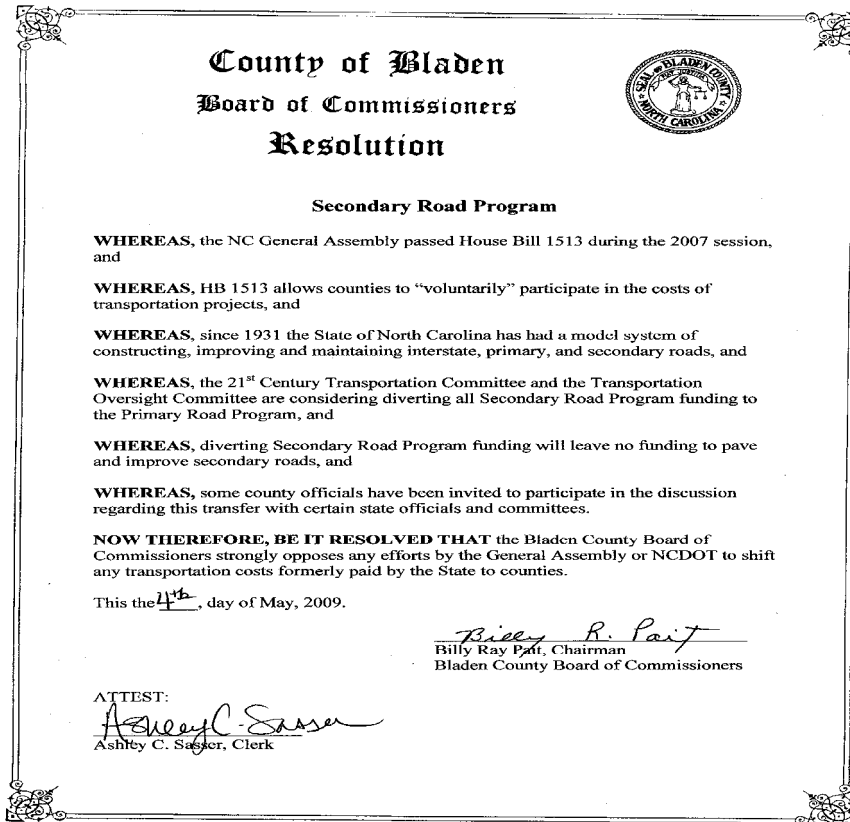 County of Bladen
Board of Commissioners
Resolution
SEAL OF BLADEN COUNTY
NORTH CAROLINA
Secondary Road Program
WHEREAS, the NC General Assembly passed House Bill 1513 during the 2007 session,
and
WHEREAS, HB 1513 allows counties to “voluntarily” participate in the costs of
transportation projects, and
WHEREAS, since 1931 the State of North Carolina has had a model system of
constructing, improving and maintaining interstate, primary, and secondary roads, and
WHEREAS, the 21st Century Transportation Committee and the Transportation
Oversight Committee are considering diverting all Secondary Road Program funding to
the Primary Road Program, and
WHEREAS, diverting Secondary Road Program funding will leave no funding to pave
and improve secondary roads, and
WHEREAS, some county officials have been invited to participate in the discussion
regarding this transfer with certain state officials and committees.
NOW THEREFORE, BE IT RESOLVED THAT the Bladen County Board of
Commissioners strongly opposes any efforts by the General Assembly or NCDOT to shift
any transportation costs formerly paid by the State to counties.
This the 4th, day of May, 2009.
Billy R. Pait
Billy Ray Pait, Chairman
Bladen County Board of Commissioners
ATTEST:
Ashley C. Sasser
Ashley C. Sasser, Clerk